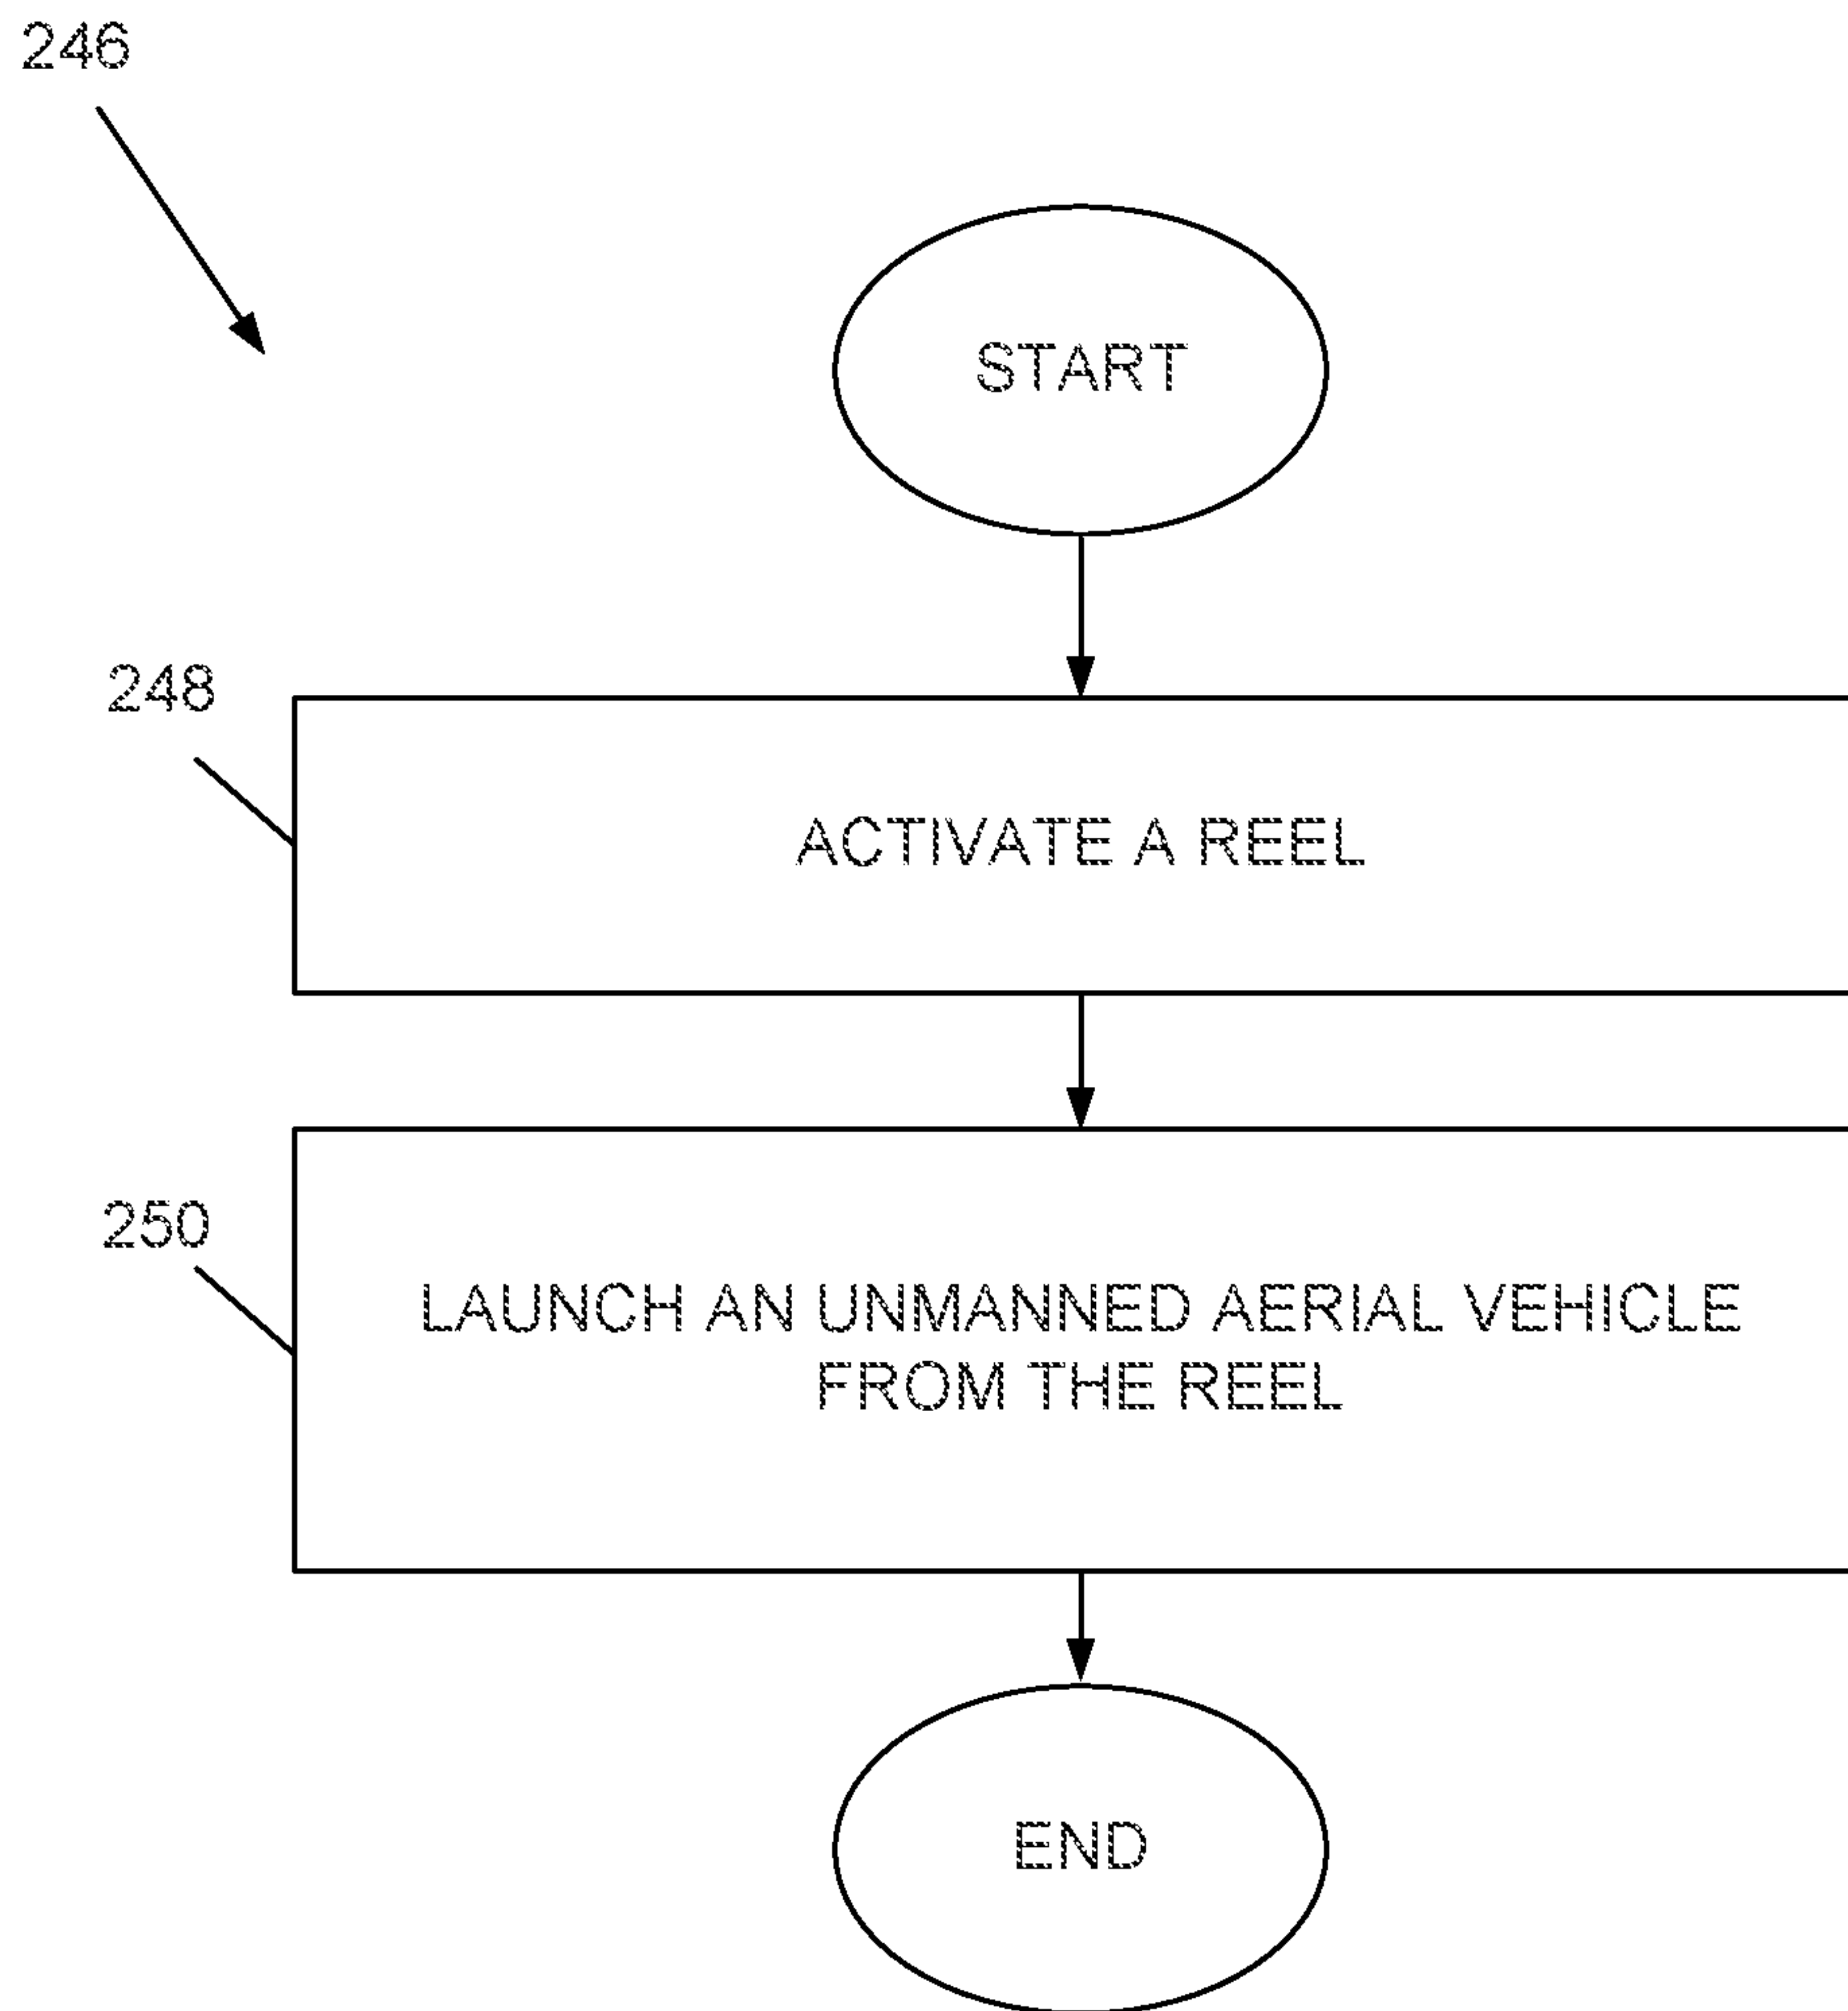 246
START
248
ACTIVATE A REEL
250
LAUNCH AN UNMANNED AERIAL VEHICLE
FROM THE REEL
END